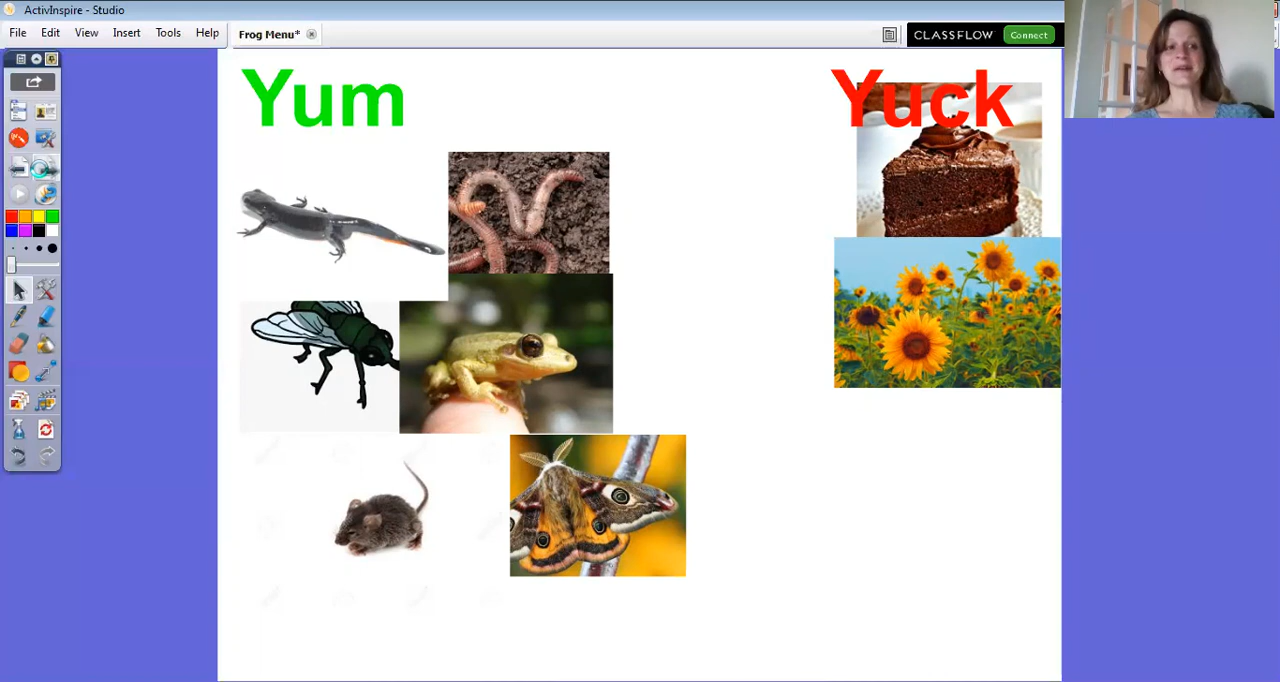 ActivInspire - Studio
File Edit View Insert Tools Help
Frog Menu*
CLASSFLOW Connect
Yum
Yuck